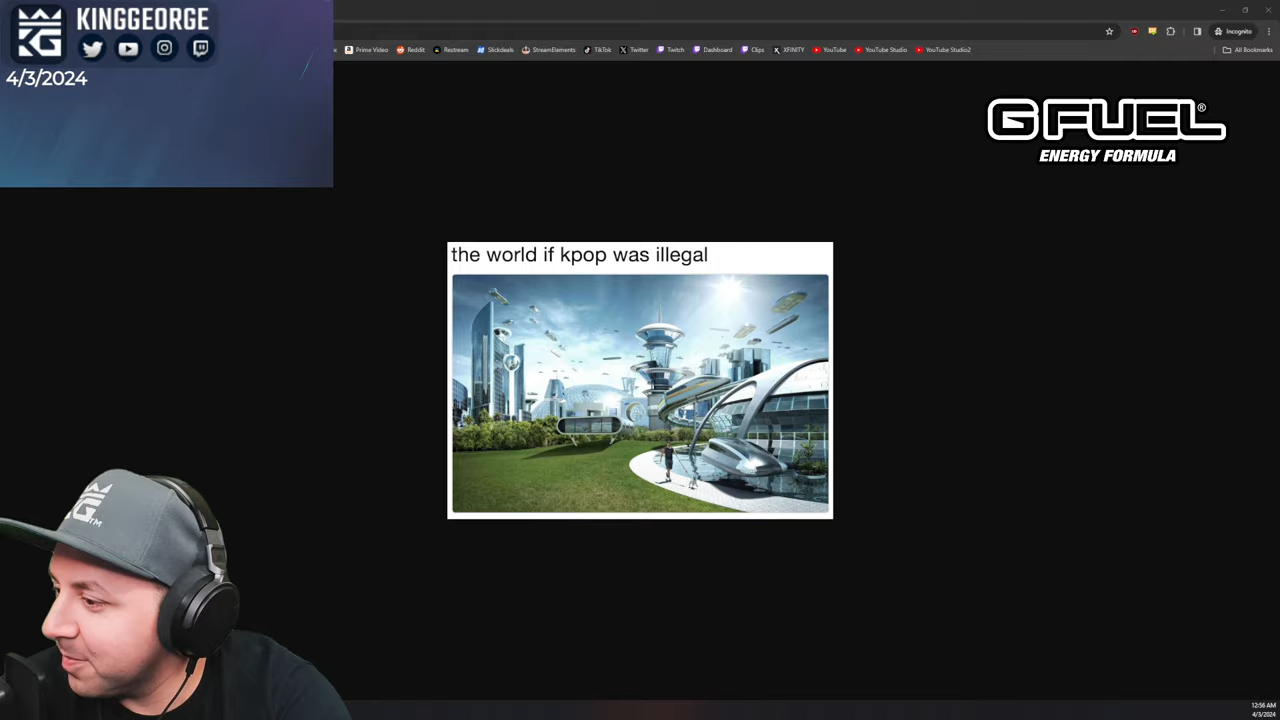 KINGGEORGE
4/3/2024
Prime Video
Reddit
Restream
Slickdeals
StreamElements
TikTok
Twitter
Twitch
Dashboard
Clips
XFINITY
YouTube
YouTube Studio
YouTube Studio2
Incognito
All Bookmarks
G FUEL®
ENERGY FORMULA
the world if kpop was illegal
KG™
12:56 AM
4/3/2024